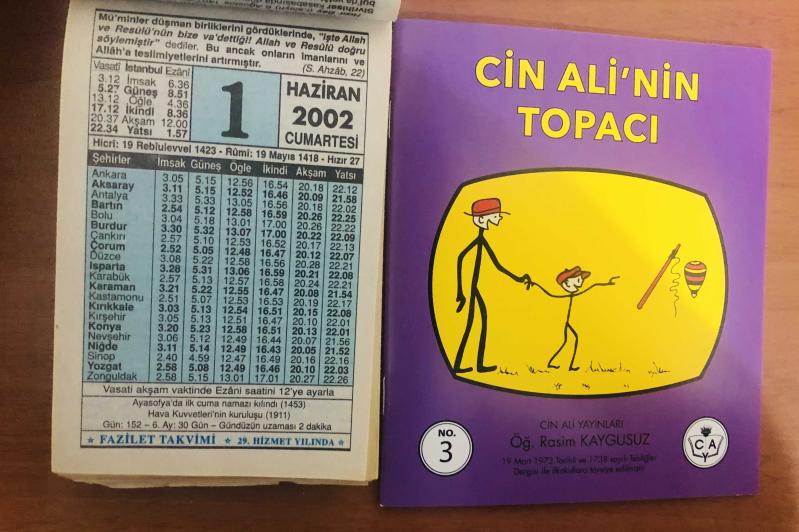 Mü'minler düşman birliklerini gördüklerinde, "işte Allah
ve Resûlü'nün bize va'dettiği! Allah ve Resûlü doğru
söylemiştir" dediler. Bu ancak onların imanlarını ve
Allâh'a teslimiyetlerini artırmıştır. (S. Ahzâb, 22)
Vasatî İstanbul Ezânî
3.12 İmsak 6.36
5.27 Güneş 8.51
13.12 Öğle 4.36
17.12 İkindi 8.36
20.37 Akşam 12.00
22.34 Yatsı 1.57
1
HAZİRAN
2002
CUMARTESİ
Hicrî: 19 Rebîulevvel 1423 - Rûmî: 19 Mayıs 1418 - Hızır 27
Şehirler İmsak Güneş Öğle İkindi Akşam Yatsı
Ankara 3.05 5.15 12.56 16.54 20.18 22.12
Aksaray 3.11 5.15 12.52 16.46 20.09 21.58
Antalya 3.33 5.33 13.05 16.56 20.18 22.02
Bartın 2.54 5.12 12.58 16.59 20.26 22.25
Bolu 3.04 5.18 13.01 17.00 20.26 22.22
Burdur 3.30 5.32 13.07 17.00 20.22 22.09
Çankırı 2.57 5.10 12.53 16.52 20.17 22.13
Çorum 2.52 5.05 12.48 16.47 20.12 22.07
Düzce 3.08 5.22 12.58 16.56 20.28 22.21
Isparta 3.28 5.31 13.06 16.59 20.21 22.08
Karabük 2.57 5.13 12.57 16.58 20.24 22.21
Karaman 3.21 5.22 12.55 16.47 20.08 21.54
Kastamonu 2.51 5.07 12.53 16.53 20.19 22.17
Kırıkkale 3.03 5.13 12.54 16.51 20.15 22.08
Kırşehir 3.05 5.13 12.51 16.47 20.10 22.01
Konya 3.20 5.23 12.58 16.51 20.13 22.01
Nevşehir 3.06 5.12 12.49 16.44 20.07 21.56
Niğde 3.11 5.14 12.49 16.43 20.05 21.52
Sinop 2.40 4.59 12.47 16.49 20.16 22.16
Yozgat 2.58 5.08 12.49 16.46 20.10 22.03
Zonguldak 2.58 5.15 13.01 17.01 20.27 22.26
Vasati akşam vaktinde Ezâni saatini 12'ye ayarla
Ayasofya'da ilk cuma namazı kılındı (1453)
Hava Kuvvetleri'nin kuruluşu (1911)
Gün: 152 – 6. Ay: 30 Gün – Gündüzün uzaması 2 dakika
★ FAZİLET TAKVİMİ ★ 29. HİZMET YILINDA ★
CİN ALİ'NİN
TOPACI
NO.
3
CİN ALİ YAYINLARI
Öğ. Rasim KAYGUSUZ
19 Mart 1973 Tarihli ve 1738 sayılı Tebliğler
Dergisi ile ilkokullara tavsiye edilmiştir
C A
Y